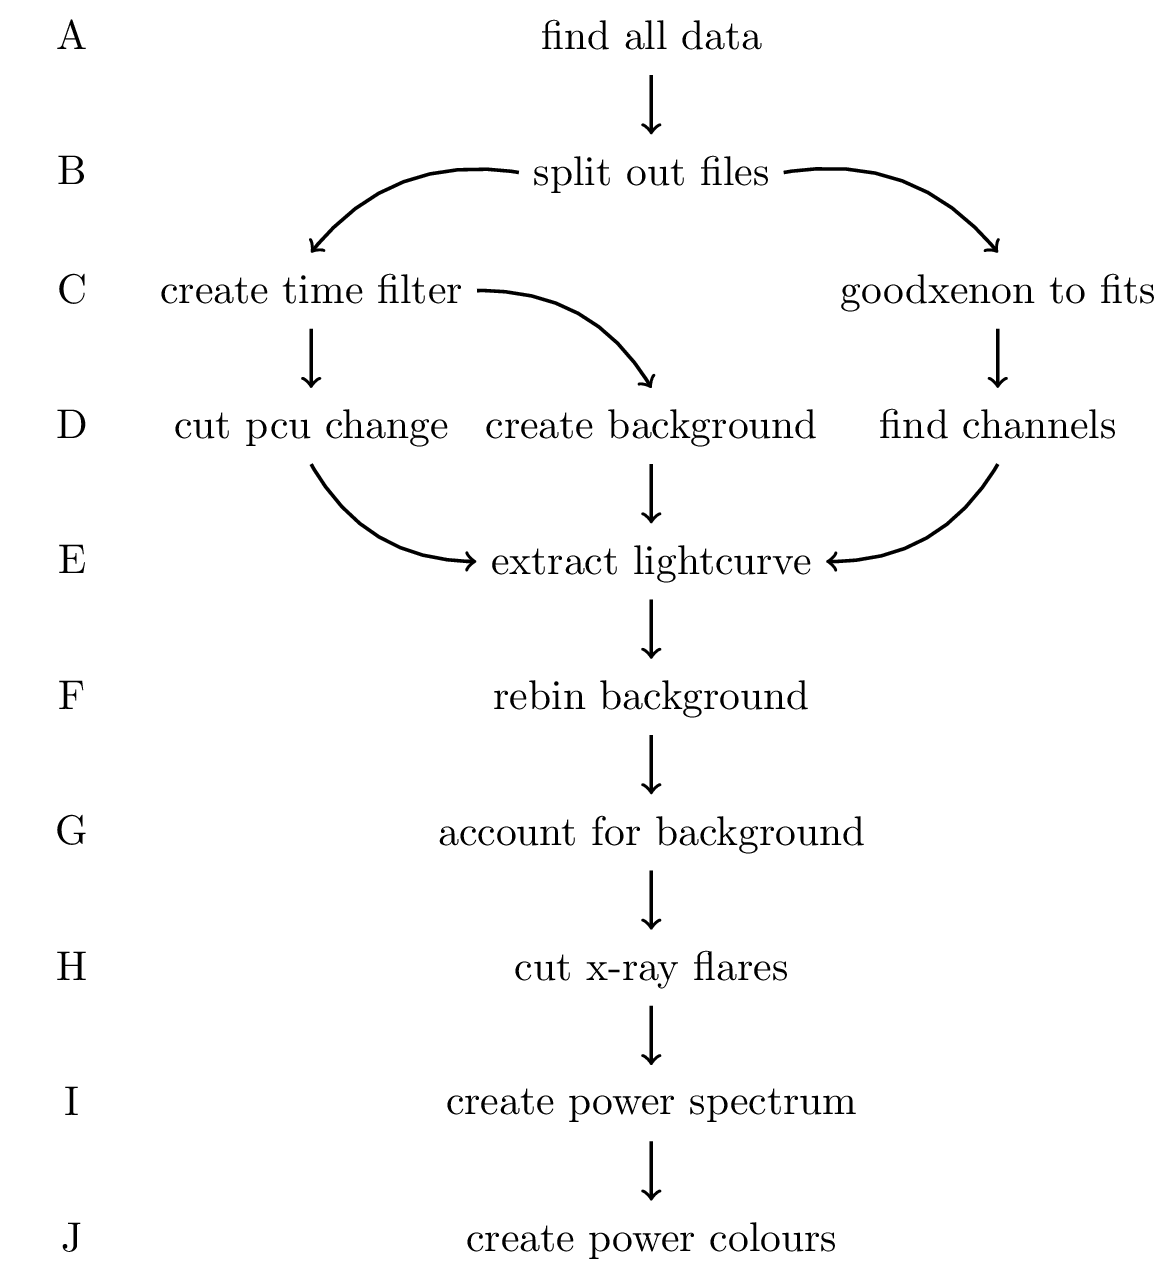 A find all data
B split out files
C create time filter goodxenon to fits
D cut pcu change create background find channels
E extract lightcurve
F rebin background
G account for background
H cut x-ray flares
I create power spectrum
J create power colours